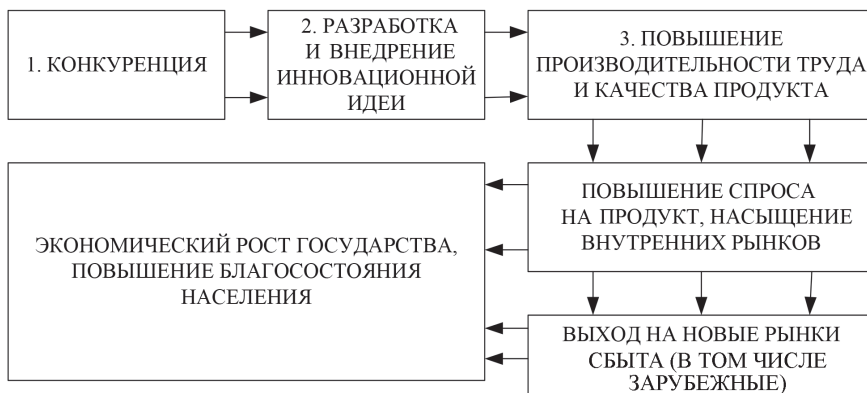 1. КОНКУРЕНЦИЯ
2. РАЗРАБОТКА
И ВНЕДРЕНИЕ
ИННОВАЦИОННОЙ
ИДЕИ
3. ПОВЫШЕНИЕ
ПРОИЗВОДИТЕЛЬНОСТИ ТРУДА
И КАЧЕСТВА ПРОДУКТА
ПОВЫШЕНИЕ СПРОСА
НА ПРОДУКТ, НАСЫЩЕНИЕ
ВНУТРЕННИХ РЫНКОВ
ЭКОНОМИЧЕСКИЙ РОСТ ГОСУДАРСТВА,
ПОВЫШЕНИЕ БЛАГОСОСТОЯНИЯ
НАСЕЛЕНИЯ
ВЫХОД НА НОВЫЕ РЫНКИ
СБЫТА (В ТОМ ЧИСЛЕ
ЗАРУБЕЖНЫЕ)